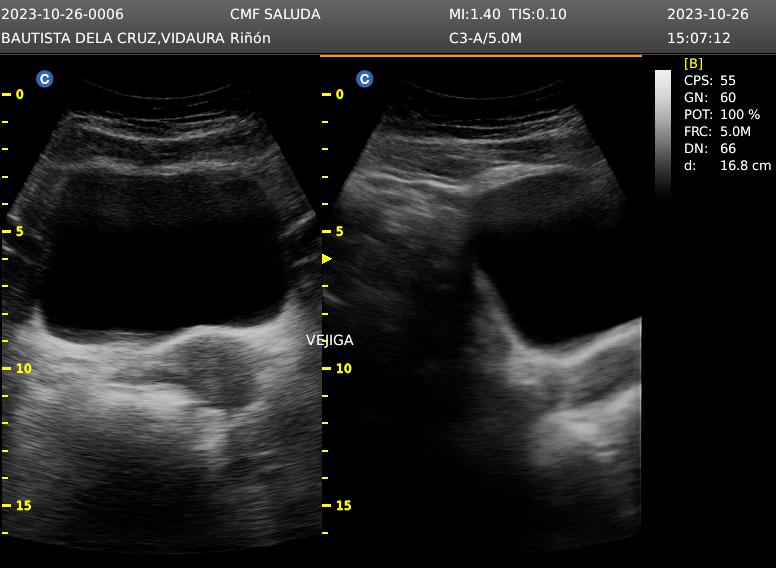 2023-10-26-0006 CMF SALUDA MI:1.40 TIS:0.10 2023-10-26
BAUTISTA DELA CRUZ,VIDAURA Riñón C3-A/5.0M 15:07:12
C
C
[B]
CPS: 55
GN: 60
POT: 100 %
FRC: 5.0M
DN: 66
d: 16.8 cm
0
0
5
5
VEJIGA
10
10
15
15